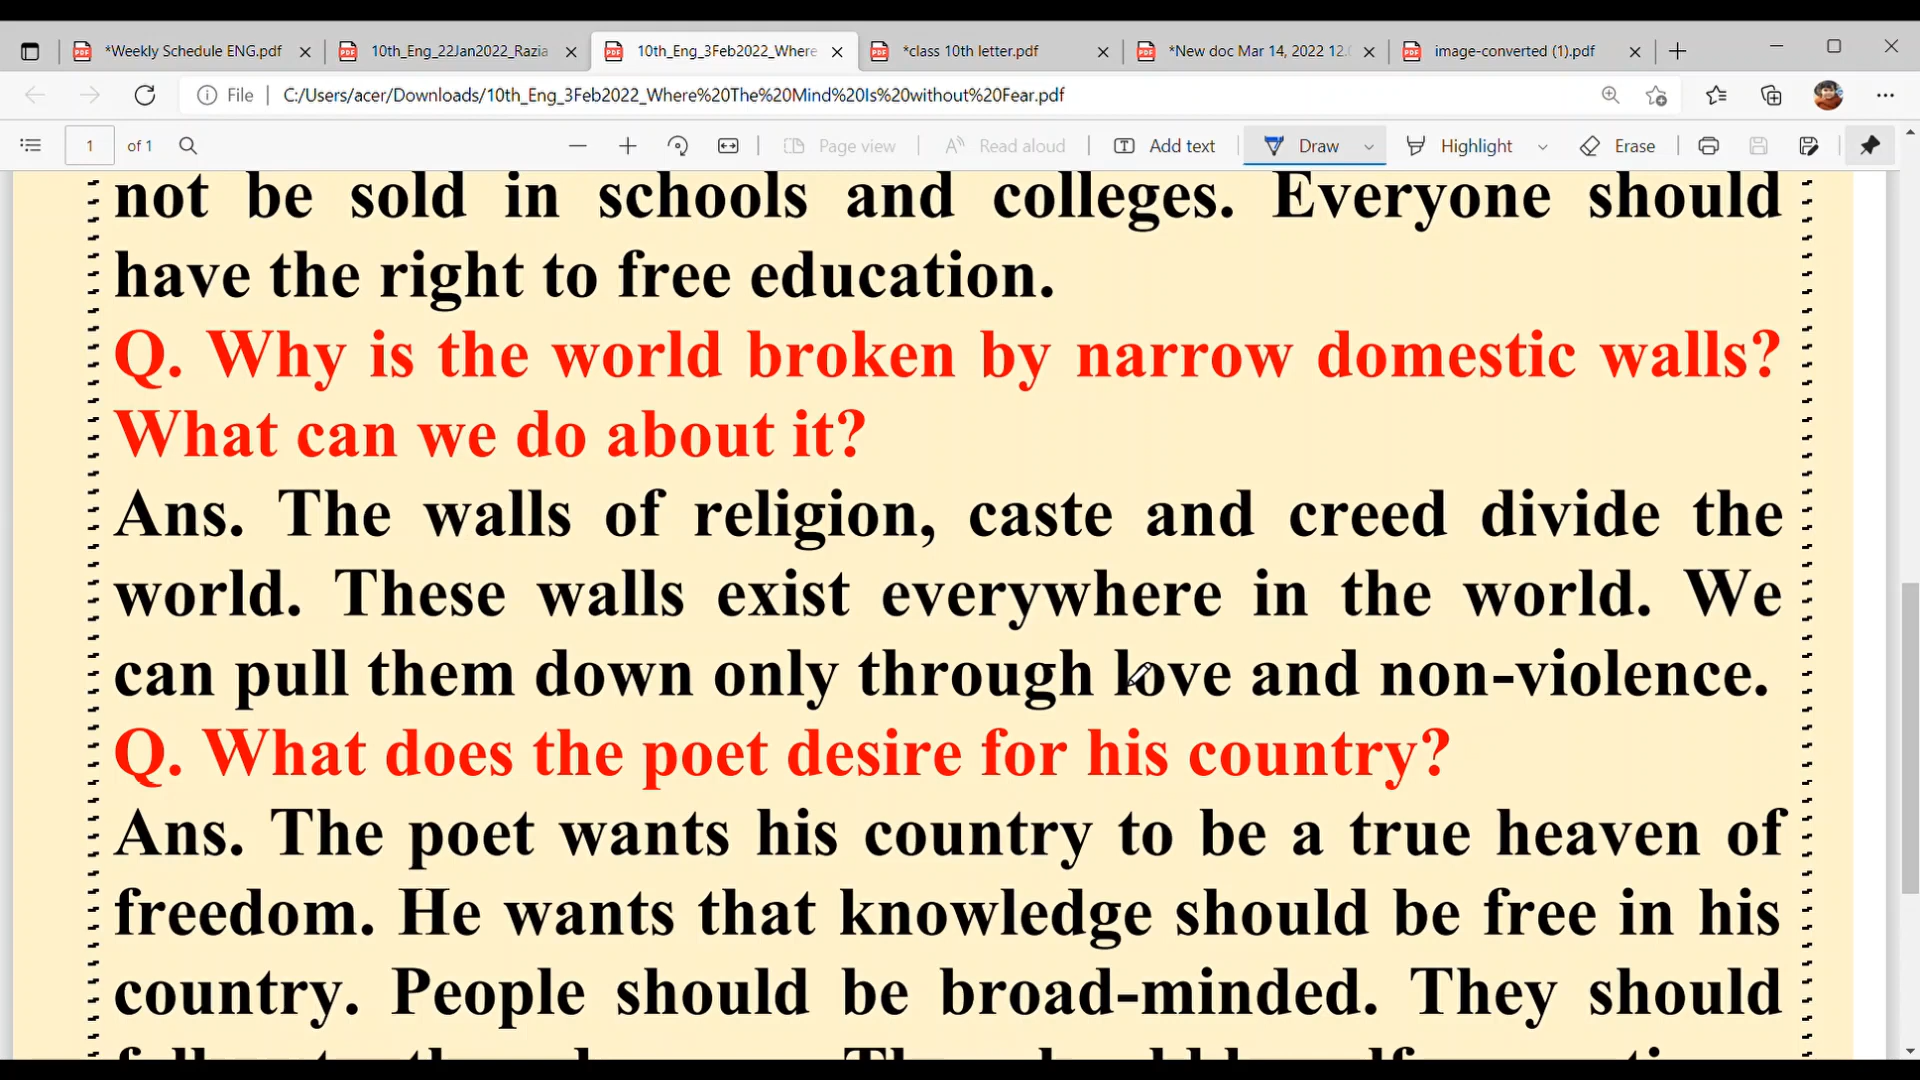 *Weekly Schedule ENG.pdf
10th_Eng_22Jan2022_Razia
10th_Eng_3Feb2022_Where
*class 10th letter.pdf
*New doc Mar 14, 2022 12.
image-converted (1).pdf
File
C:/Users/acer/Downloads/10th_Eng_3Feb2022_Where%20The%20Mind%20Is%20without%20Fear.pdf
1 of 1
Page view
Read aloud
Add text
Draw
Highlight
Erase
not be sold in schools and colleges. Everyone should
have the right to free education.
Q. Why is the world broken by narrow domestic walls?
What can we do about it?
Ans. The walls of religion, caste and creed divide the
world. These walls exist everywhere in the world. We
can pull them down only through love and non-violence.
Q. What does the poet desire for his country?
Ans. The poet wants his country to be a true heaven of
freedom. He wants that knowledge should be free in his
country. People should be broad-minded. They should